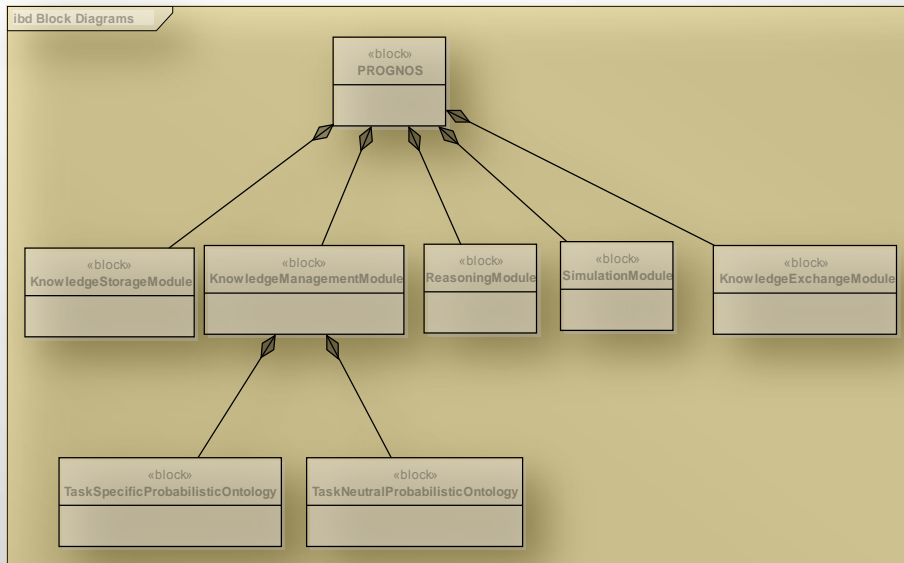 ibd Block Diagrams
«block»
PROGNOS
«block»
KnowledgeStorageModule
«block»
KnowledgeManagementModule
«block»
ReasoningModule
«block»
SimulationModule
«block»
KnowledgeExchangeModule
«block»
TaskSpecificProbabilisticOntology
«block»
TaskNeutralProbabilisticOntology